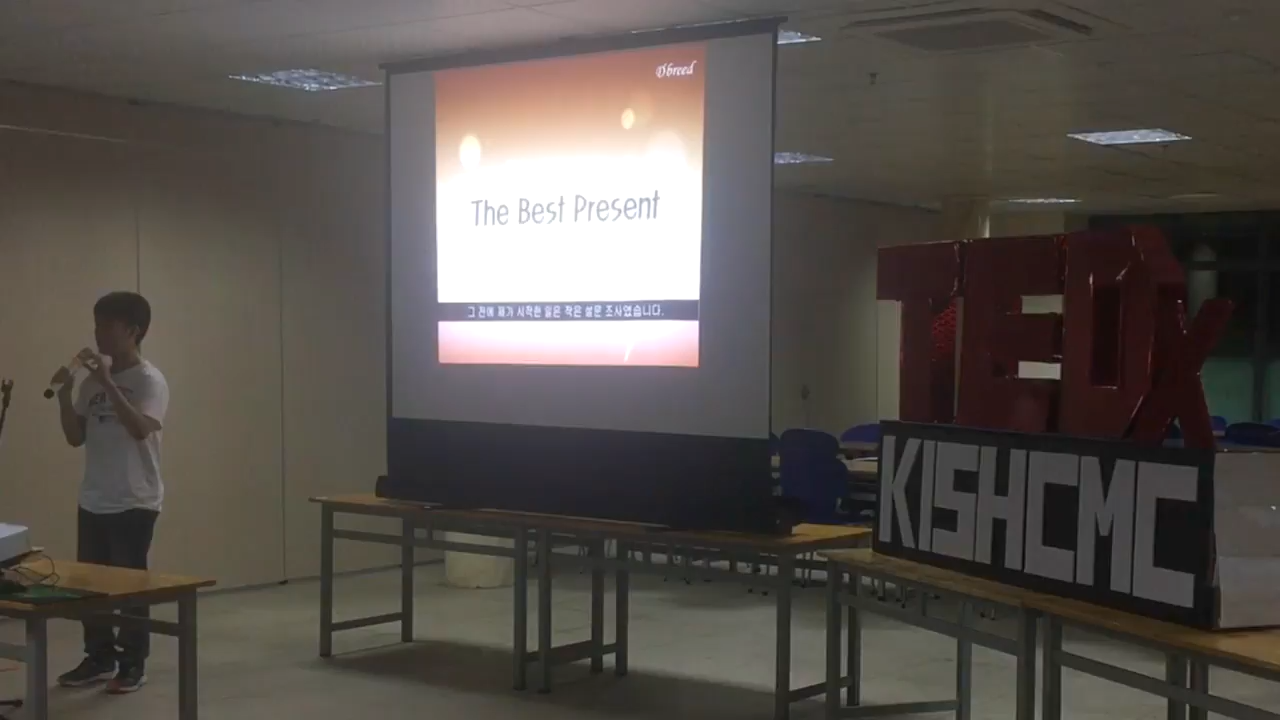 Obreed
The Best Present
그 전에 제가 시작한 일은 작은 설문 조사였습니다.
TEDx
KISHCMC